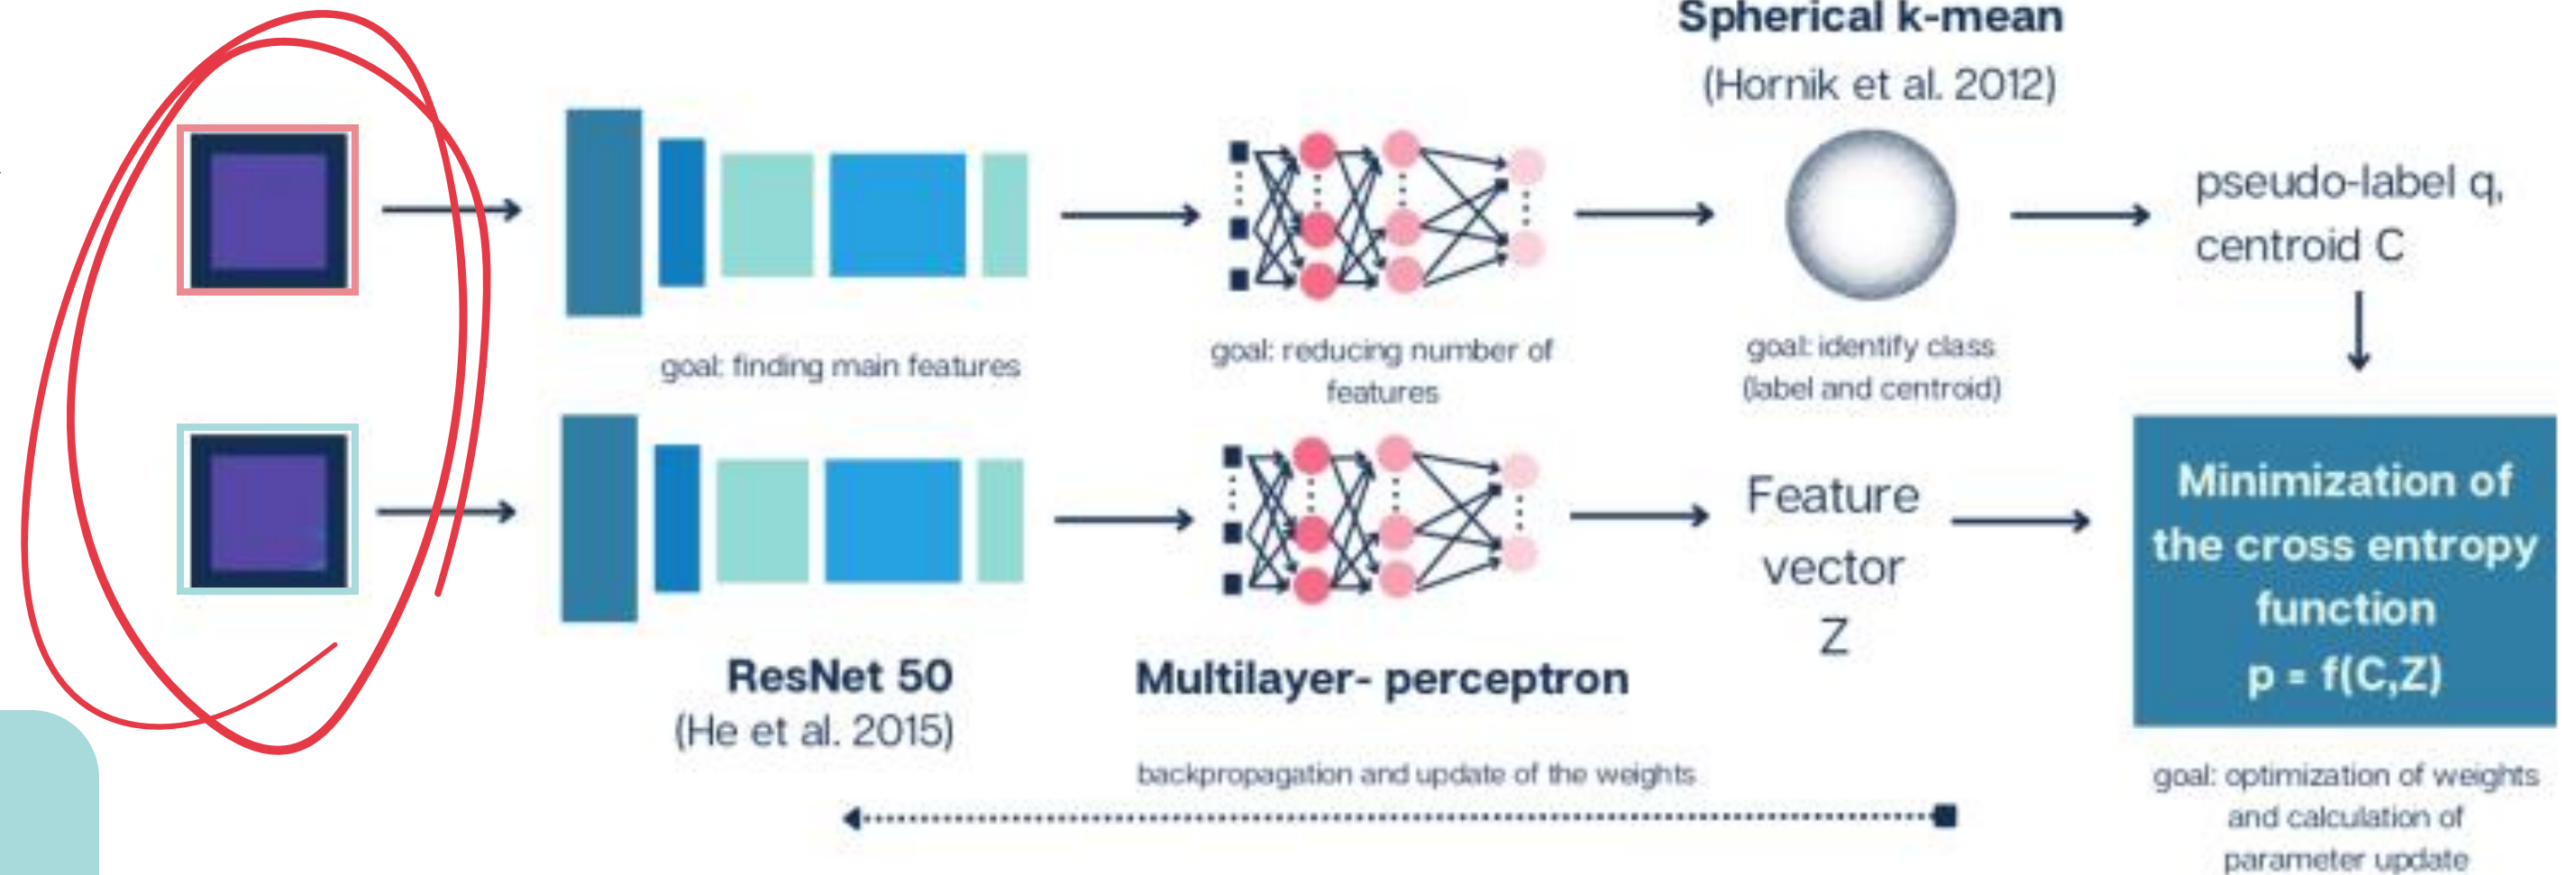 Spherical k-mean
(Hornik et al. 2012)
pseudo-label q,
centroid C
goal: finding main features
goal: reducing number of
features
goal: identify class
(label and centroid)
Feature
vector
Z
Minimization of
the cross entropy
function
p = f(C,Z)
ResNet 50
(He et al. 2015)
Multilayer- perceptron
backpropagation and update of the weights
goal: optimization of weights
and calculation of
parameter update